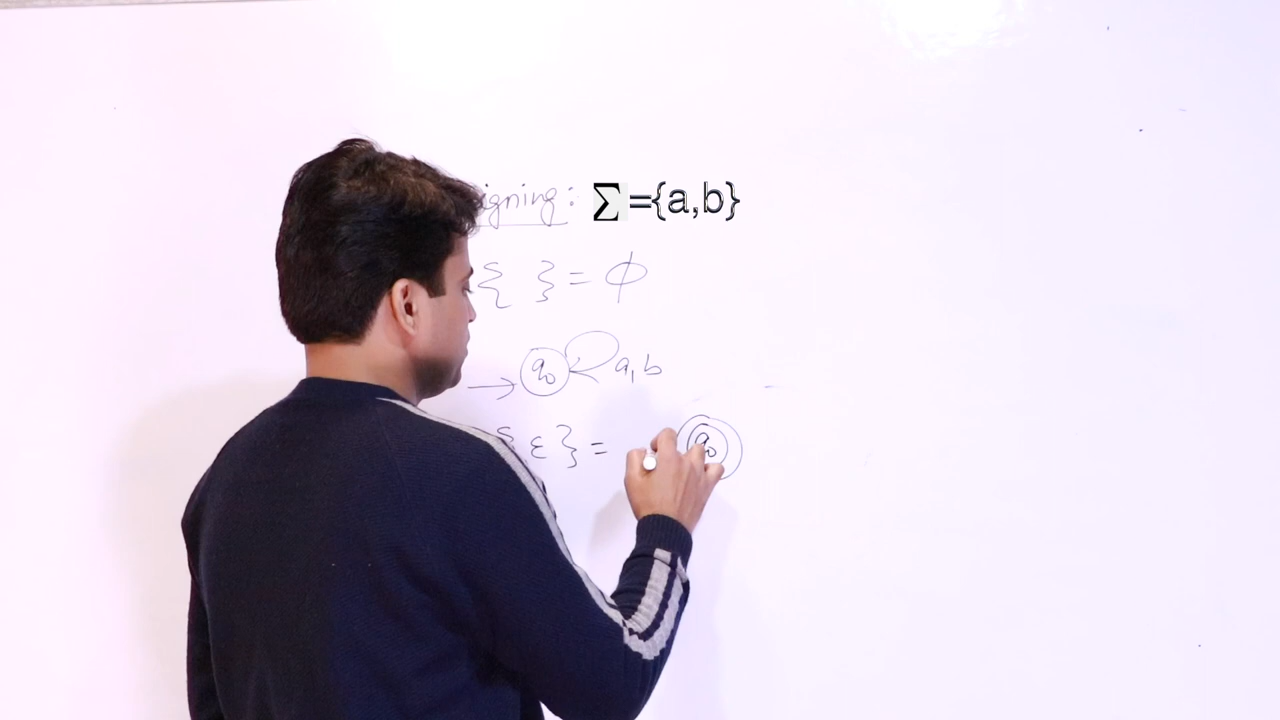 igning: Σ={a,b}
{ } = ϕ
→ q₀ a, b
{ε} = q₀